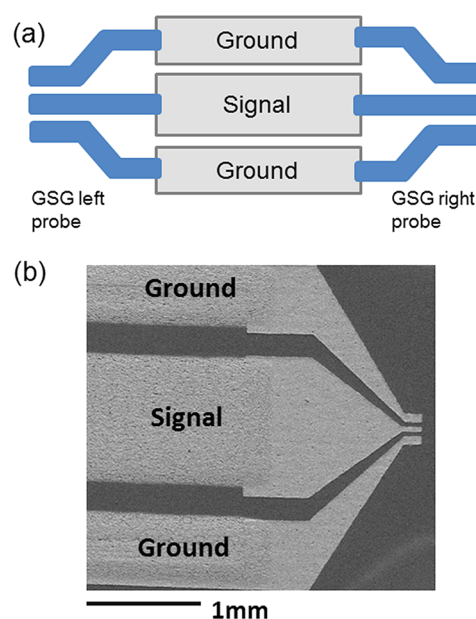 (a)
Ground
Signal
Ground
GSG left
probe
GSG right
probe
(b)
Ground
Signal
Ground
1mm